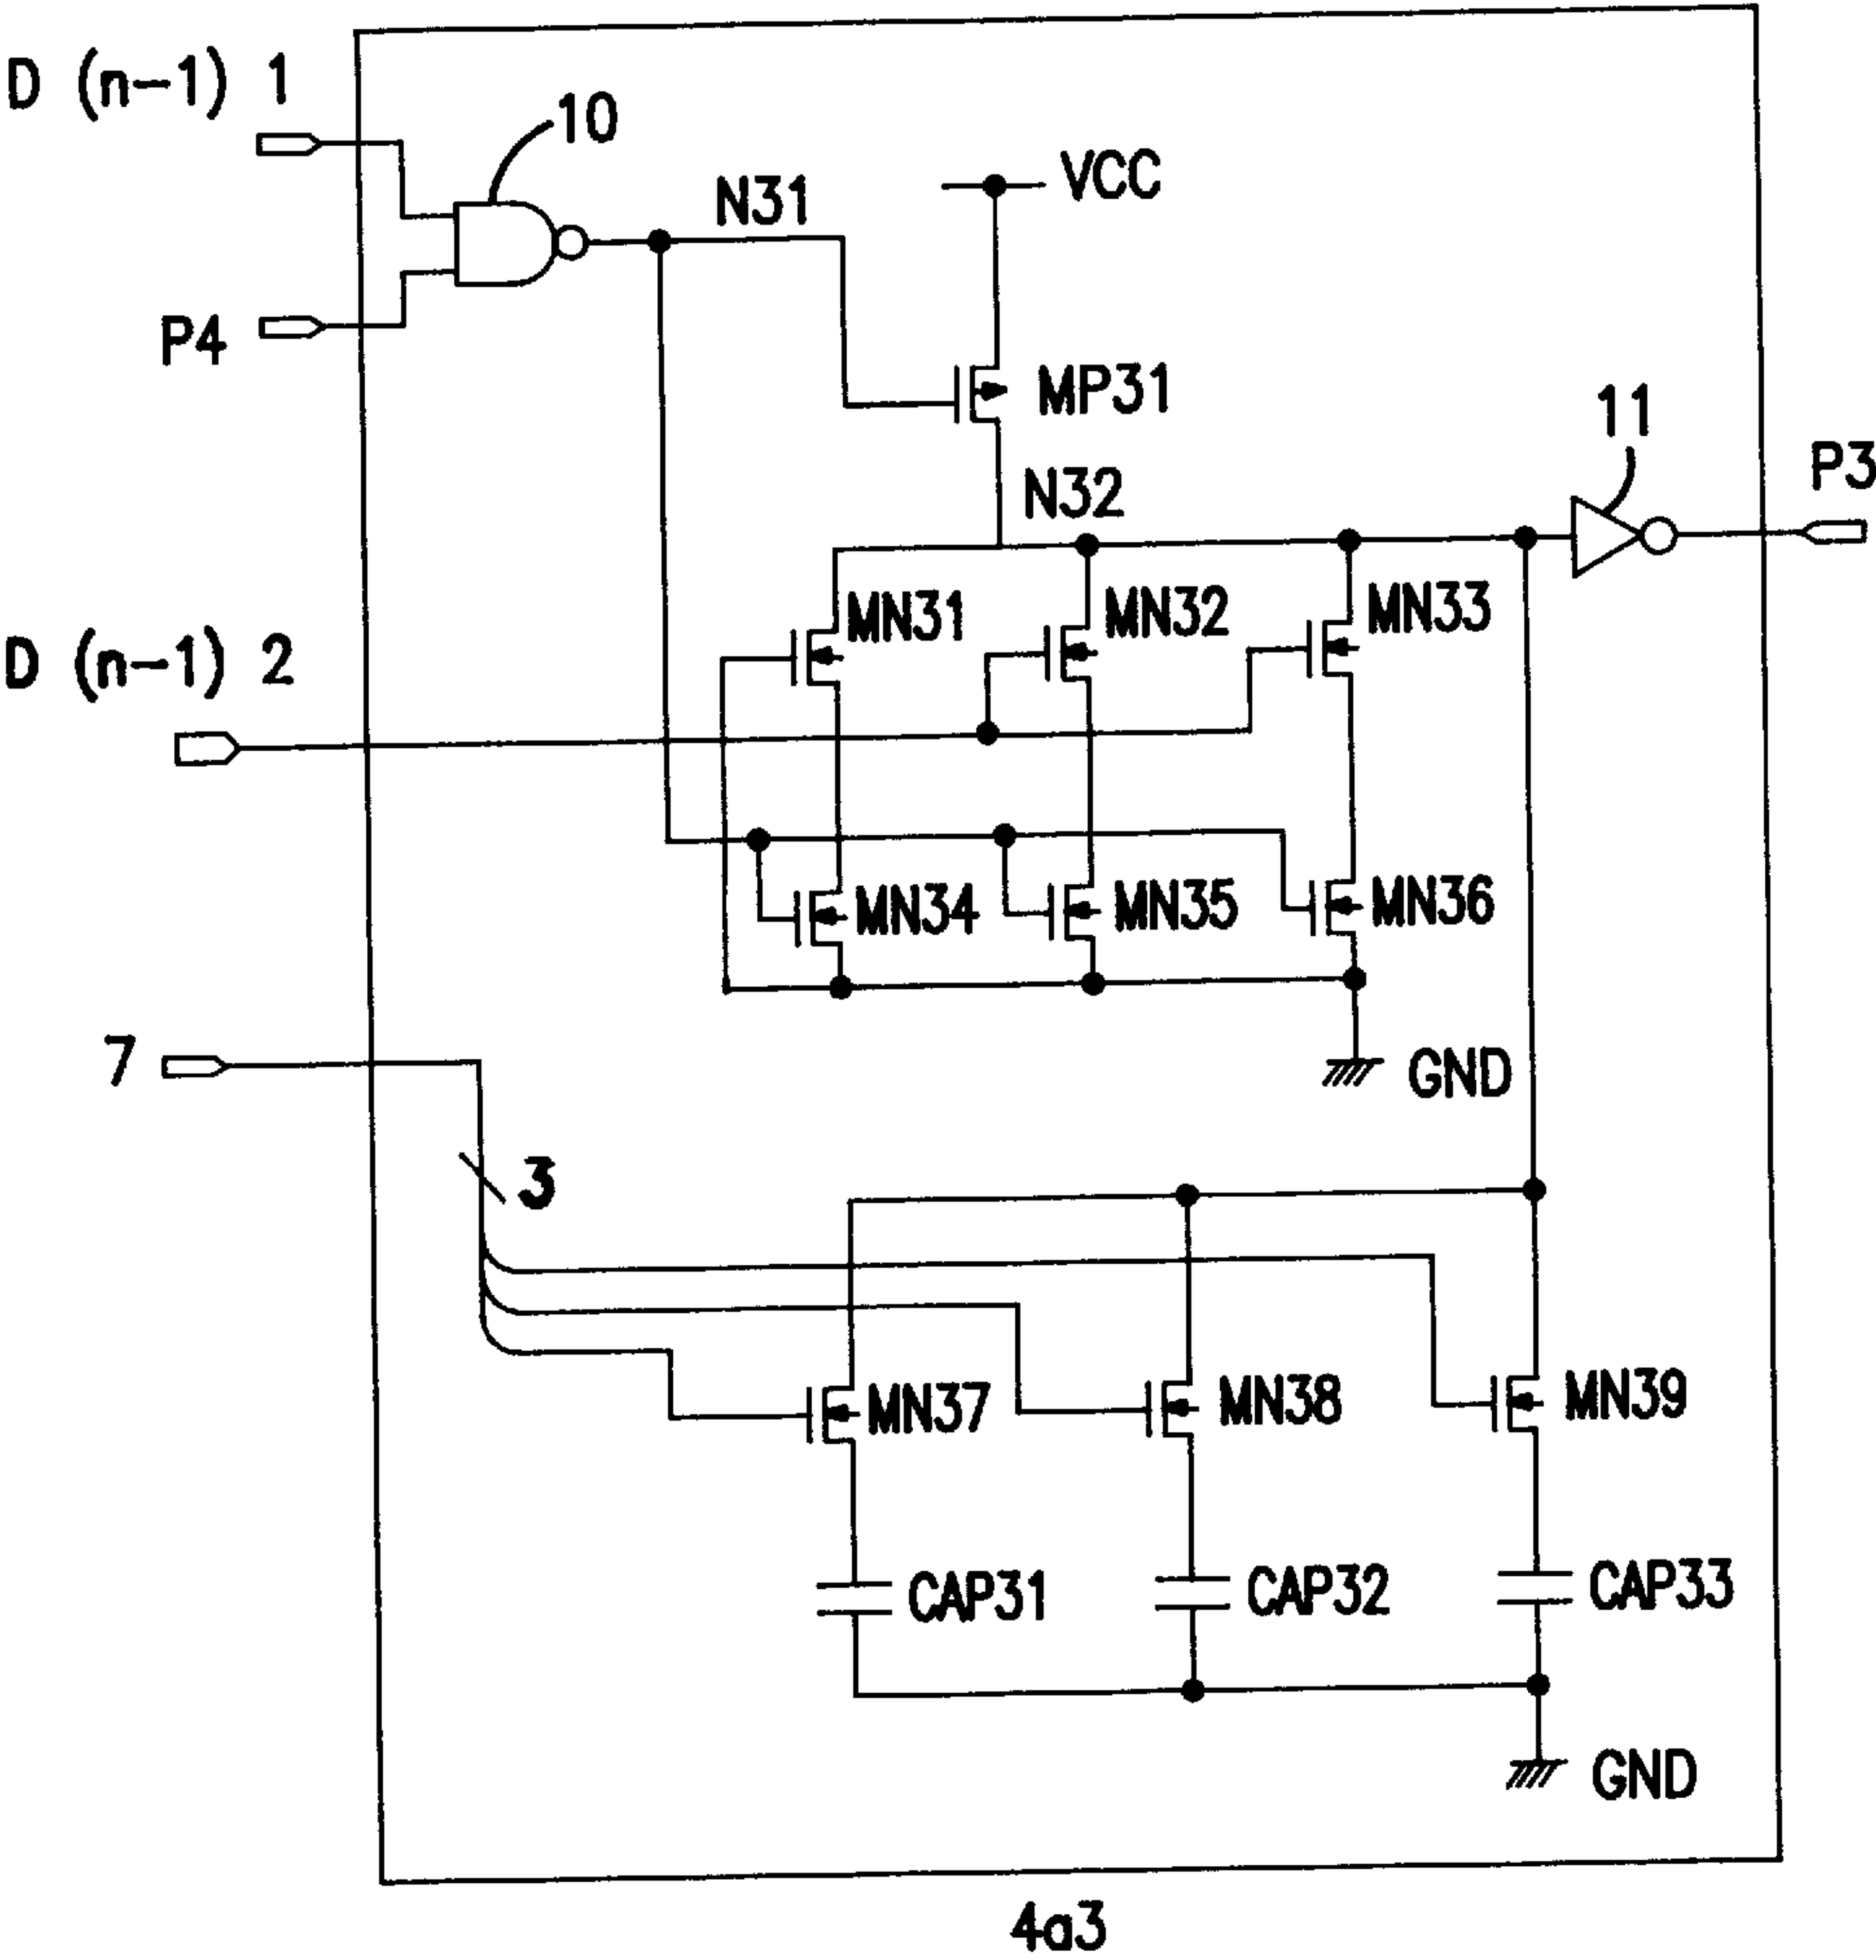 D (n-1) 1
10
N31
VCC
P4
MP31
11
P3
N32
MN31
MN32
MN33
D (n-1) 2
MN34
MN35
MN36
7
GND
3
MN37
MN38
MN39
CAP31
CAP32
CAP33
GND
4a3